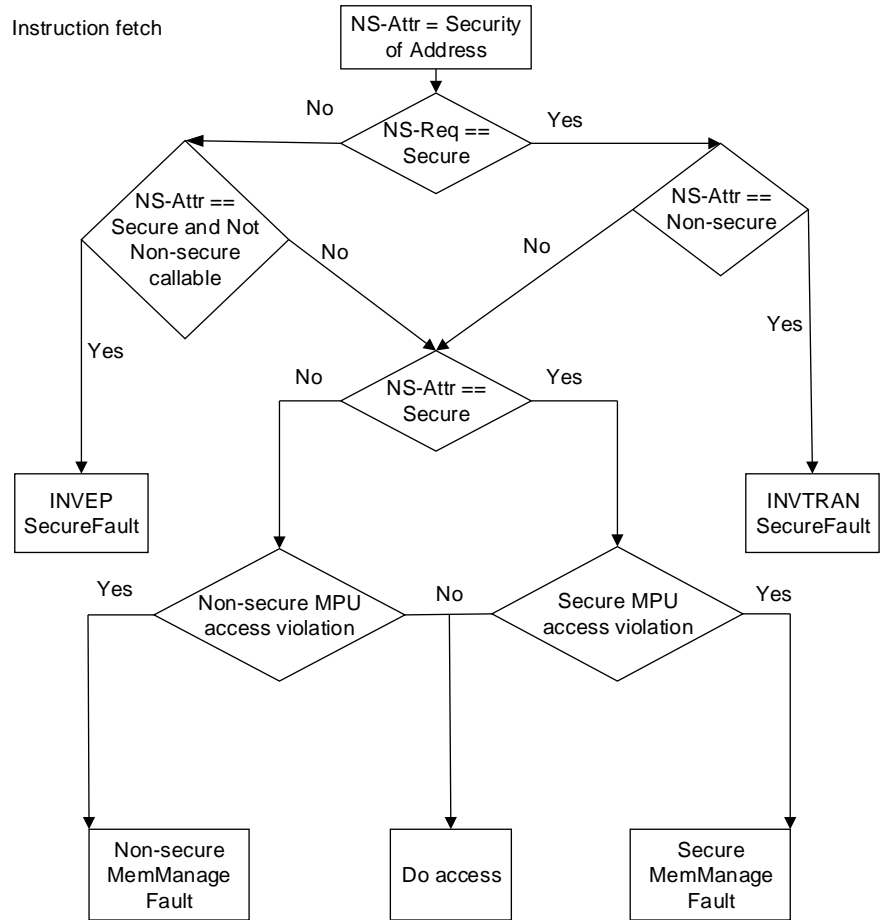 Instruction fetch
NS-Attr = Security
of Address
No
NS-Req ==
Secure
Yes
NS-Attr ==
Secure and Not
Non-secure
callable
No
No
NS-Attr ==
Non-secure
Yes
Yes
No
NS-Attr ==
Secure
Yes
INVEP
SecureFault
INVTRAN
SecureFault
Yes
Non-secure MPU
access violation
No
Secure MPU
access violation
Yes
Non-secure
MemManage
Fault
Do access
Secure
MemManage
Fault